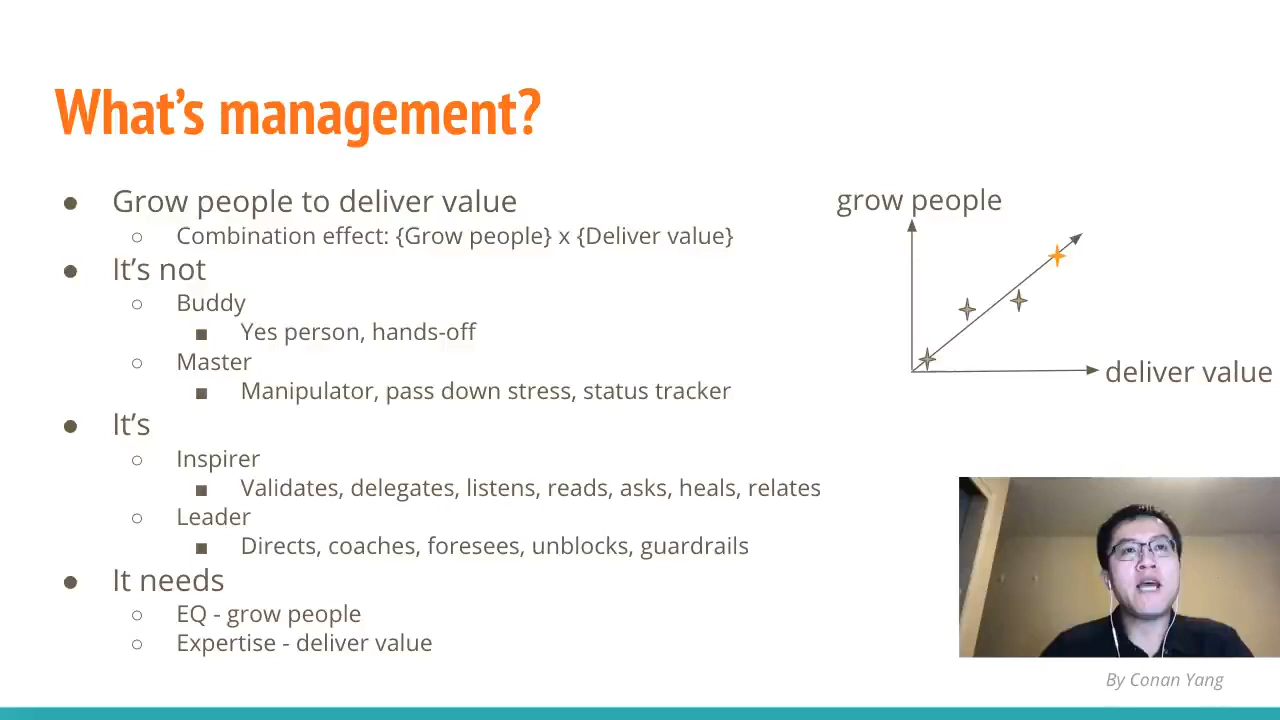 What's management?
● Grow people to deliver value
○ Combination effect: {Grow people} x {Deliver value}
● It's not
○ Buddy
■ Yes person, hands-off
○ Master
■ Manipulator, pass down stress, status tracker
● It's
○ Inspirer
■ Validates, delegates, listens, reads, asks, heals, relates
○ Leader
■ Directs, coaches, foresees, unblocks, guardrails
● It needs
○ EQ - grow people
○ Expertise - deliver value
grow people
deliver value
By Conan Yang